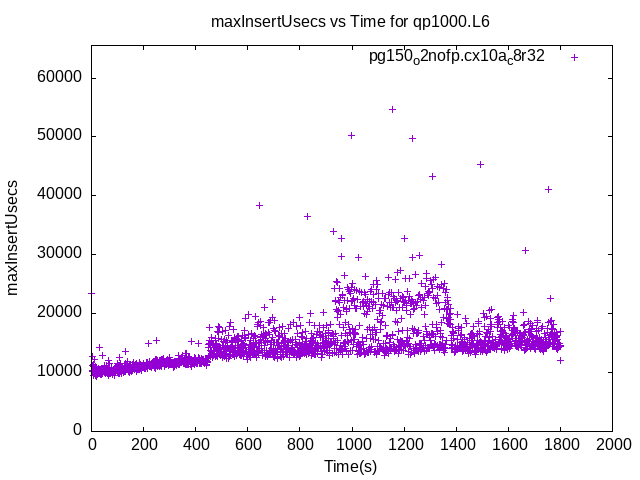 maxInsertUsecs vs Time for qp1000.L6
pg150o2nofp.cx10ac8r32
60000
50000
40000
30000
20000
10000
0
maxInsertUsecs
0 200 400 600 800 1000 1200 1400 1600 1800 2000
Time(s)